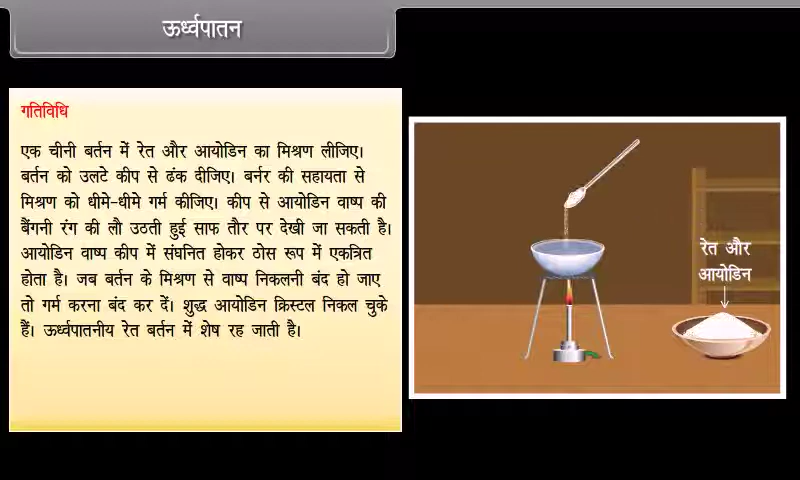 ऊर्ध्वपातन
गतिविधि
एक चीनी बर्तन में रेत और आयोडिन का मिश्रण लीजिए।
बर्तन को उलटे कीप से ढंक दीजिए। बर्नर की सहायता से
मिश्रण को धीमे-धीमे गर्म कीजिए। कीप से आयोडिन वाष्प की
बैंगनी रंग की लौ उठती हुई साफ तौर पर देखी जा सकती है।
आयोडिन वाष्प कीप में संघनित होकर ठोस रूप में एकत्रित
होता है। जब बर्तन के मिश्रण से वाष्प निकलनी बंद हो जाए
तो गर्म करना बंद कर दें। शुद्ध आयोडिन क्रिस्टल निकल चुके
हैं। ऊर्ध्वपातनीय रेत बर्तन में शेष रह जाती है।
रेत और
आयोडिन